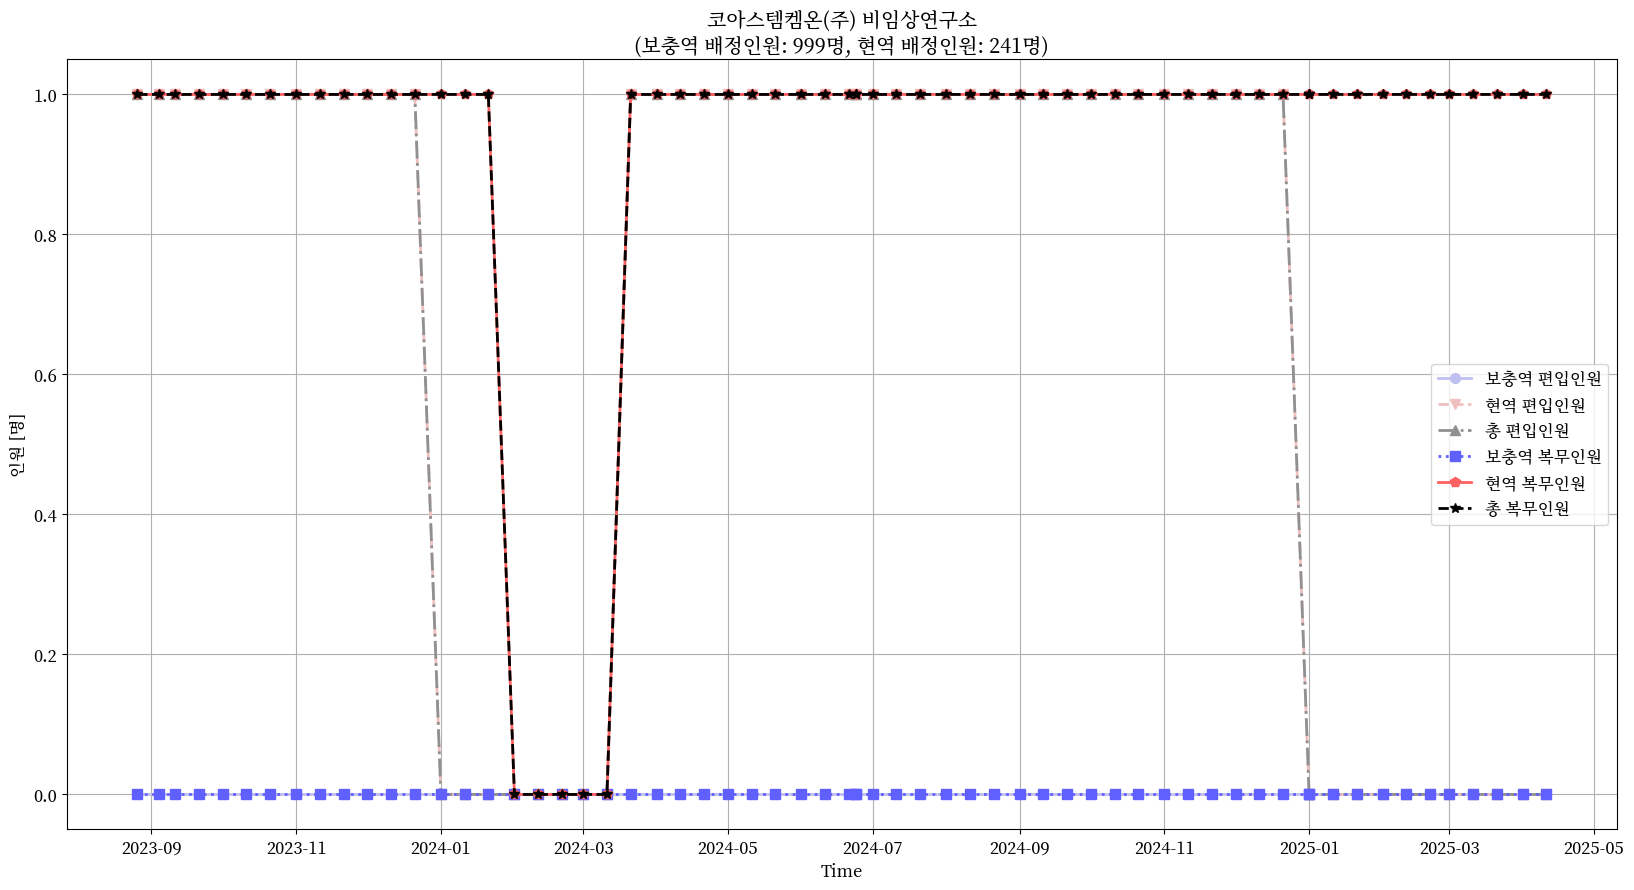 코아스템켐온(주) 비임상연구소
(보충역 배정인원: 999명, 현역 배정인원: 241명)
인원 [명]
1.0
0.8
0.6
0.4
0.2
0.0
보충역 편입인원
현역 편입인원
총 편입인원
보충역 복무인원
현역 복무인원
총 복무인원
2023-09 2023-11 2024-01 2024-03 2024-05 2024-07 2024-09 2024-11 2025-01 2025-03 2025-05
Time